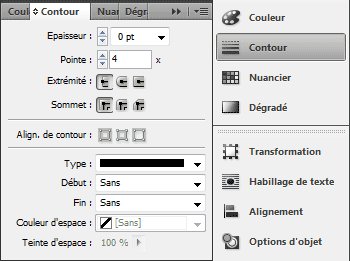 Coul
Contour
Nuan
Dégra
Epaisseur : 0 pt
Pointe : 4 x
Extrémité :
Sommet :
Align. de contour :
Type :
Début : Sans
Fin : Sans
Couleur d'espace : [Sans]
Teinte d'espace : 100 %
Couleur
Contour
Nuancier
Dégradé
Transformation
Habillage de texte
Alignement
Options d'objet